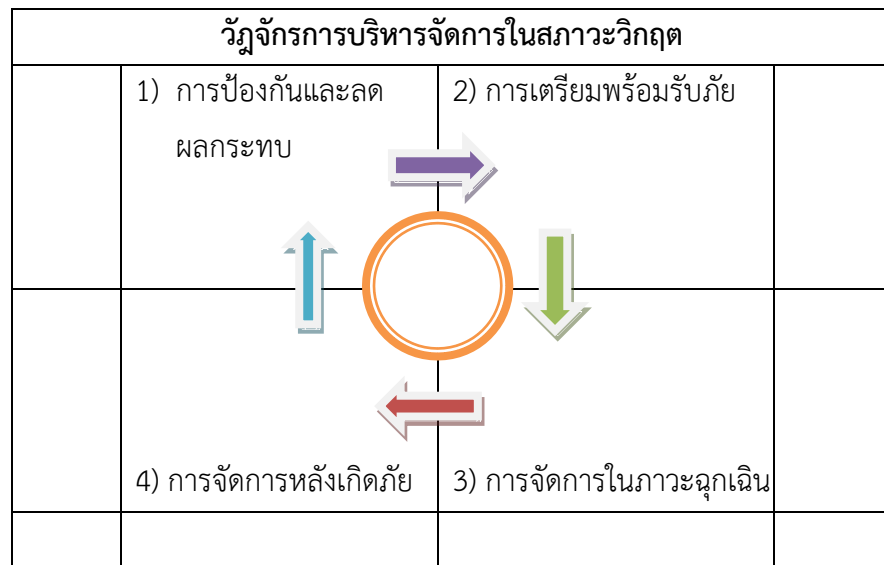 วัฎจักรการบริหารจัดการในสภาวะวิกฤต
1) การป้องกันและลด
ผลกระทบ
2) การเตรียมพร้อมรับภัย
4) การจัดการหลังเกิดภัย
3) การจัดการในภาวะฉุกเฉิน